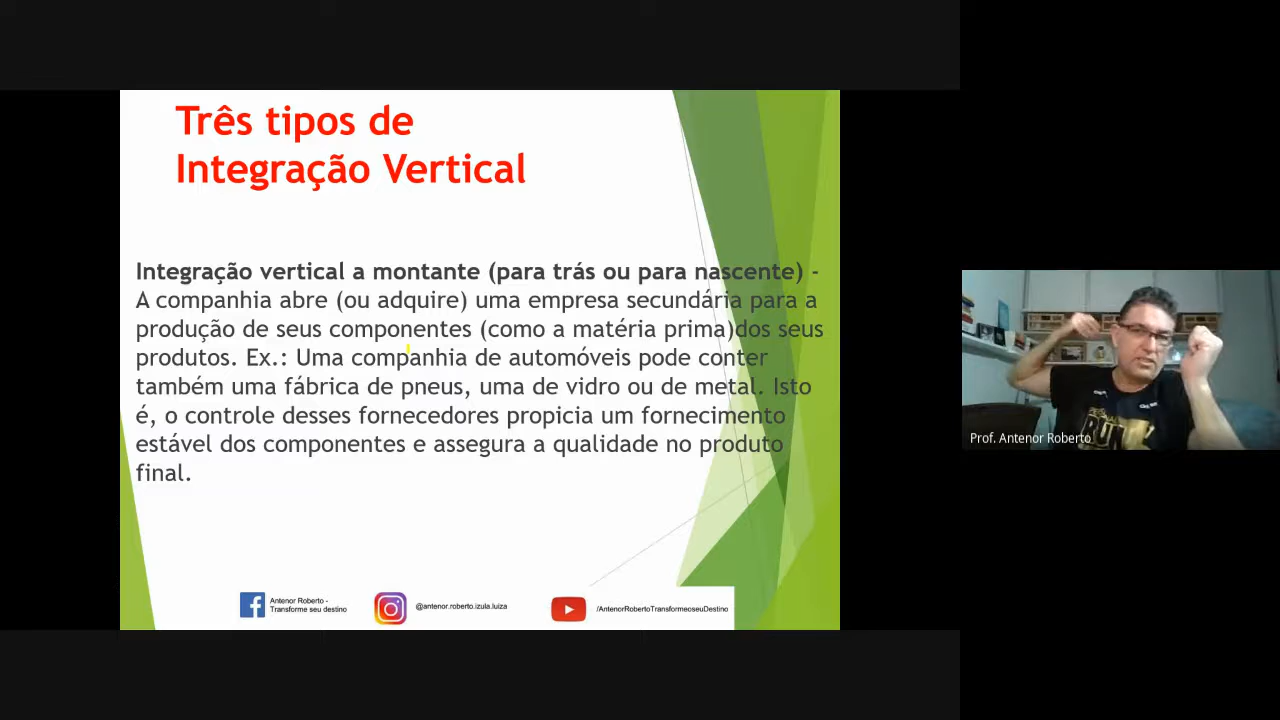 Três tipos de
Integração Vertical
Integração vertical a montante (para trás ou para nascente) -
A companhia abre (ou adquire) uma empresa secundária para a
produção de seus componentes (como a matéria prima)dos seus
produtos. Ex.: Uma companhia de automóveis pode conter
também uma fábrica de pneus, uma de vidro ou de metal. Isto
é, o controle desses fornecedores propicia um fornecimento
estável dos componentes e assegura a qualidade no produto
final.
Antenor Roberto -
Transforme seu destino
@antenor.roberto.izula.luiza
/AntenorRobertoTransformeoseuDestino
Prof. Antenor Roberto